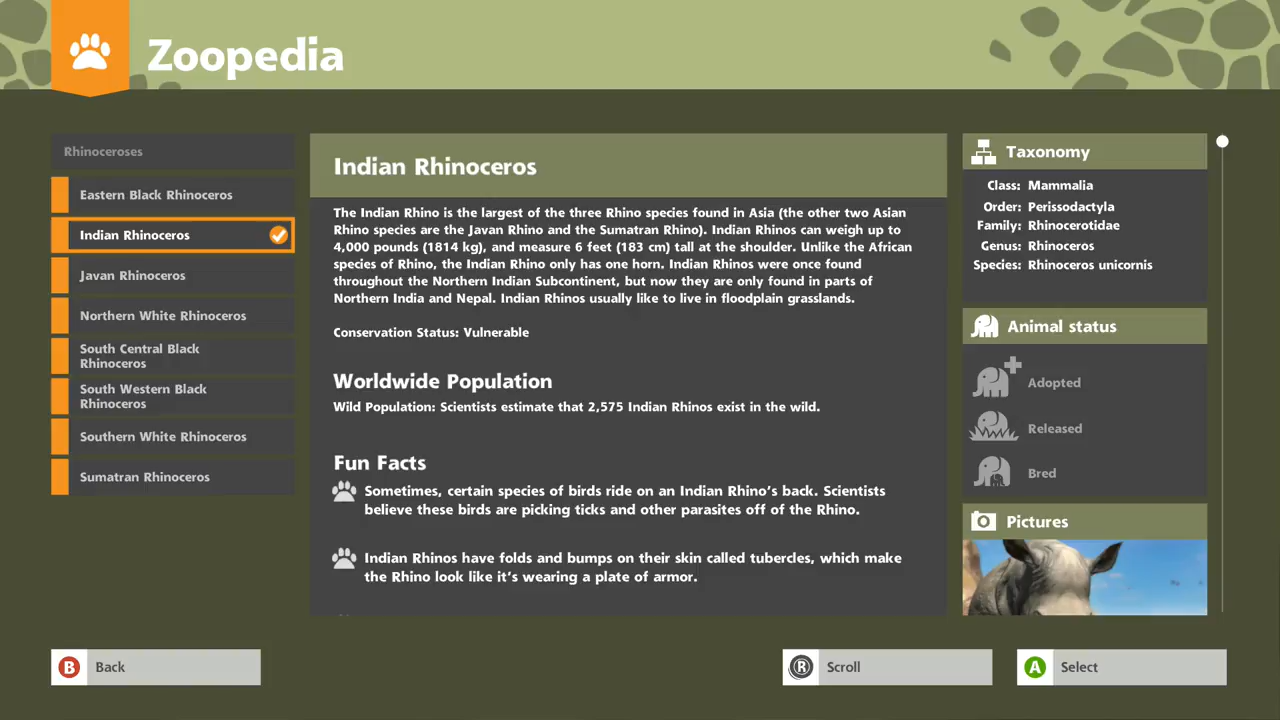 Zoopedia
Rhinoceroses
Eastern Black Rhinoceros
Indian Rhinoceros
Javan Rhinoceros
Northern White Rhinoceros
South Central Black
Rhinoceros
South Western Black
Rhinoceros
Southern White Rhinoceros
Sumatran Rhinoceros
Indian Rhinoceros
The Indian Rhino is the largest of the three Rhino species found in Asia (the other two Asian
Rhino species are the Javan Rhino and the Sumatran Rhino). Indian Rhinos can weigh up to
4,000 pounds (1814 kg), and measure 6 feet (183 cm) tall at the shoulder. Unlike the African
species of Rhino, the Indian Rhino only has one horn. Indian Rhinos were once found
throughout the Northern Indian Subcontinent, but now they are only found in parts of
Northern India and Nepal. Indian Rhinos usually like to live in floodplain grasslands.
Conservation Status: Vulnerable
Worldwide Population
Wild Population: Scientists estimate that 2,575 Indian Rhinos exist in the wild.
Fun Facts
Sometimes, certain species of birds ride on an Indian Rhino's back. Scientists
believe these birds are picking ticks and other parasites off of the Rhino.
Indian Rhinos have folds and bumps on their skin called tubercles, which make
the Rhino look like it's wearing a plate of armor.
Taxonomy
Class: Mammalia
Order: Perissodactyla
Family: Rhinocerotidae
Genus: Rhinoceros
Species: Rhinoceros unicornis
Animal status
Adopted
Released
Bred
Pictures
B Back
R Scroll
A Select